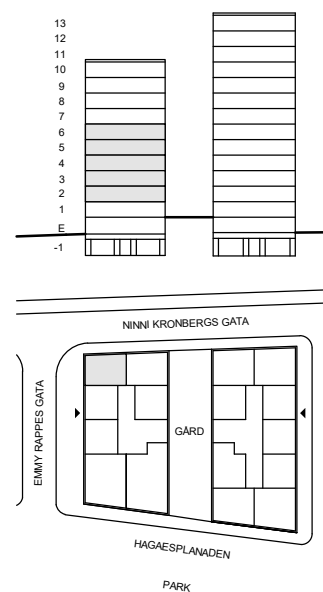 13
12
11
10
9
8
7
6
5
4
3
2
1
E
-1
NINNI KRONBERGS GATA
EMMY RAPPES GATA
GÅRD
HAGAESPLANADEN
PARK